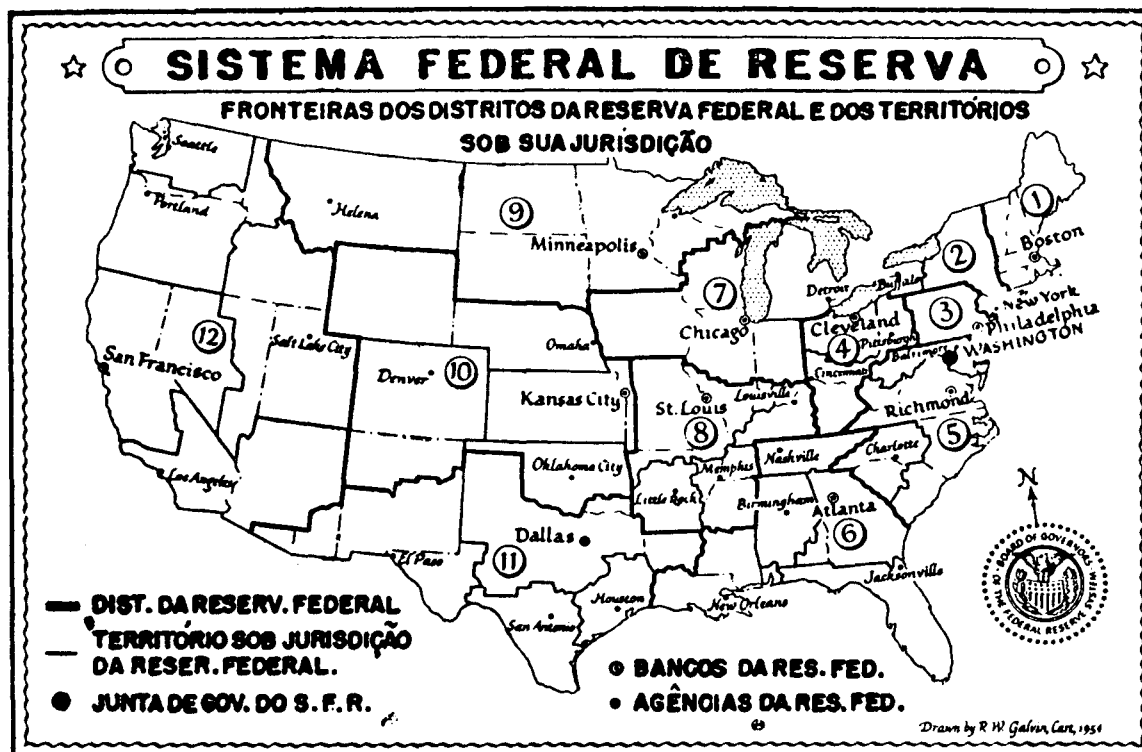 SISTEMA FEDERAL DE RESERVA
FRONTEIRAS DOS DISTRITOS DA RESERVA FEDERAL E DOS TERRITÓRIOS
SOB SUA JURISDIÇÃO
Seattle
Portland
Helena
9
Minneapolis
1
Boston
2
Buffalo
Detroit
7
Chicago
Cleveland
4
Pittsburgh
3
New York
Philadelphia
Baltimore
WASHINGTON
Cincinnati
12
San Francisco
Salt Lake City
Omaha
Denver
10
Kansas City
St. Louis
8
Louisville
Richmond
5
Charlotte
Nashville
Memphis
Oklahoma City
Little Rock
Birmingham
Atlanta
6
Los Angeles
Dallas
11
El Paso
Houston
San Antonio
New Orleans
Jacksonville
N
BOARD OF GOVERNORS
OF THE FEDERAL RESERVE SYSTEM
DIST. DA RESERV. FEDERAL
TERRITÓRIO SOB JURISDIÇÃO
DA RESER. FEDERAL.
JUNTA DE GOV. DO S.F.R.
BANCOS DA RES. FED.
AGÊNCIAS DA RES. FED.
Drawn by R. W. Galvin, Cart., 1954